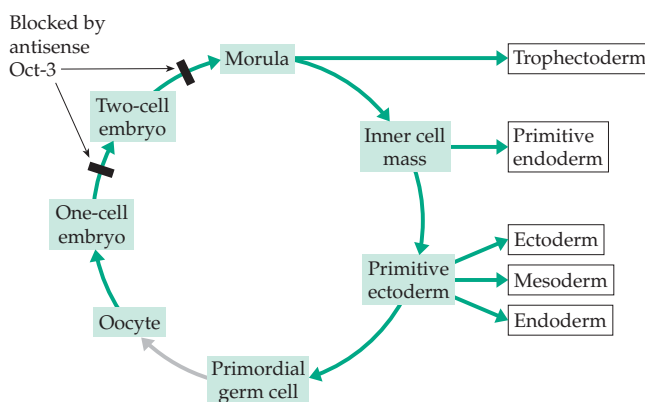 Blocked by
antisense
Oct-3
Morula
Trophectoderm
Two-cell
embryo
Inner cell
mass
Primitive
endoderm
One-cell
embryo
Ectoderm
Primitive
ectoderm
Mesoderm
Endoderm
Oocyte
Primordial
germ cell